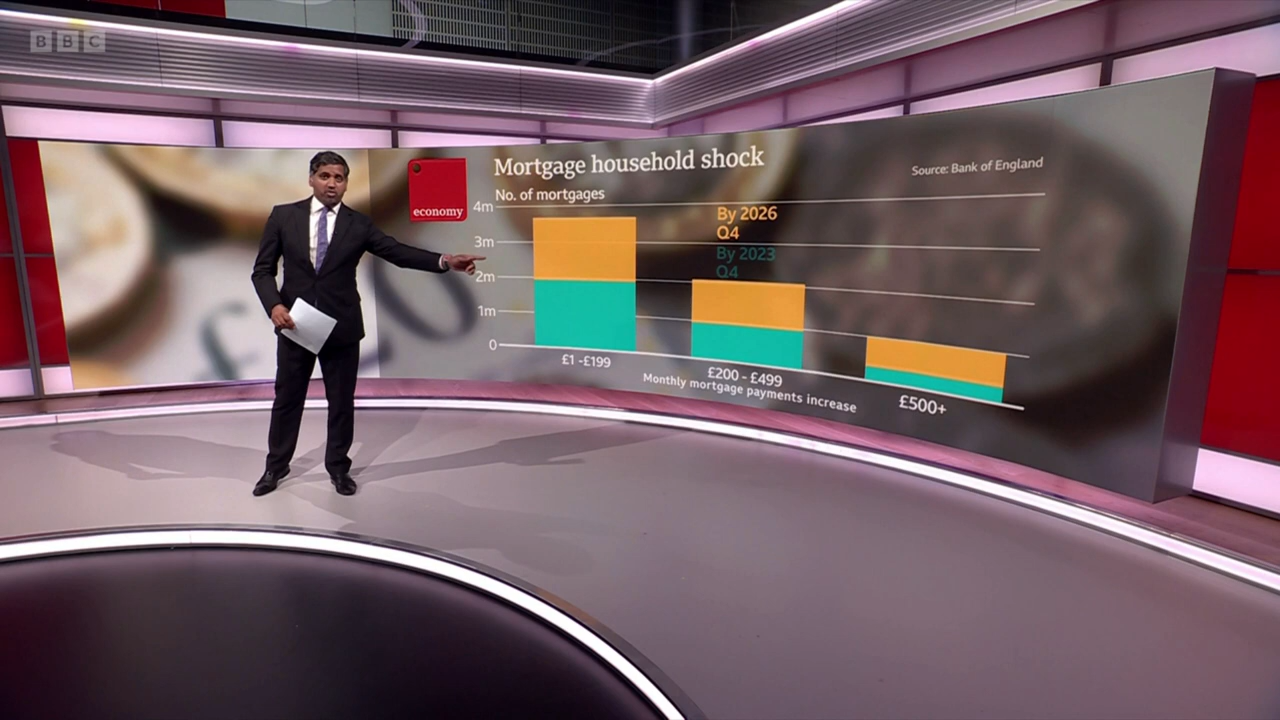 BBC
economy
Mortgage household shock
Source: Bank of England
No. of mortgages
4m
3m
2m
1m
0
By 2026
Q4
By 2023
Q4
£1 -£199
£200 - £499
£500+
Monthly mortgage payments increase